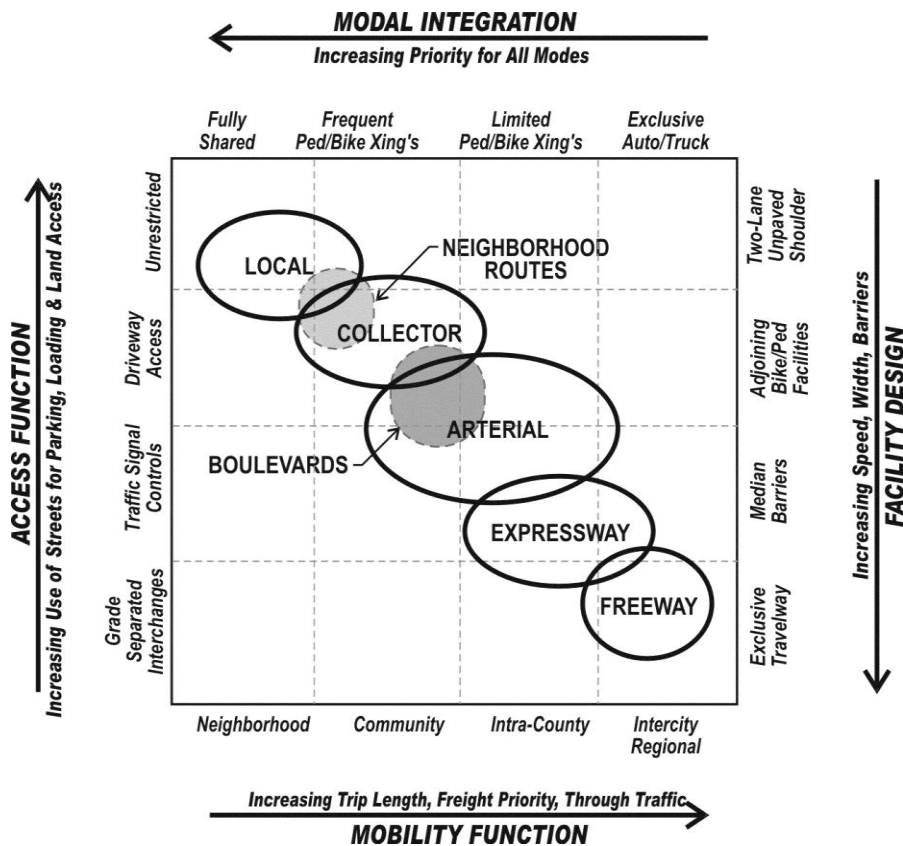 MODAL INTEGRATION
Increasing Priority for All Modes
Fully
Shared
Frequent
Ped/Bike Xing's
Limited
Ped/Bike Xing's
Exclusive
Auto/Truck
ACCESS FUNCTION
Increasing Use of Streets for Parking, Loading & Land Access
Unrestricted
Driveway
Access
Traffic Signal
Controls
Grade
Separated
Interchanges
LOCAL
NEIGHBORHOOD
ROUTES
COLLECTOR
ARTERIAL
BOULEVARDS
EXPRESSWAY
FREEWAY
Two-Lane
Unpaved
Shoulder
Adjoining
Bike/Ped
Facilities
Median
Barriers
Exclusive
Travelway
Increasing Speed, Width, Barriers
FACILITY DESIGN
Neighborhood
Community
Intra-County
Intercity
Regional
Increasing Trip Length, Freight Priority, Through Traffic
MOBILITY FUNCTION